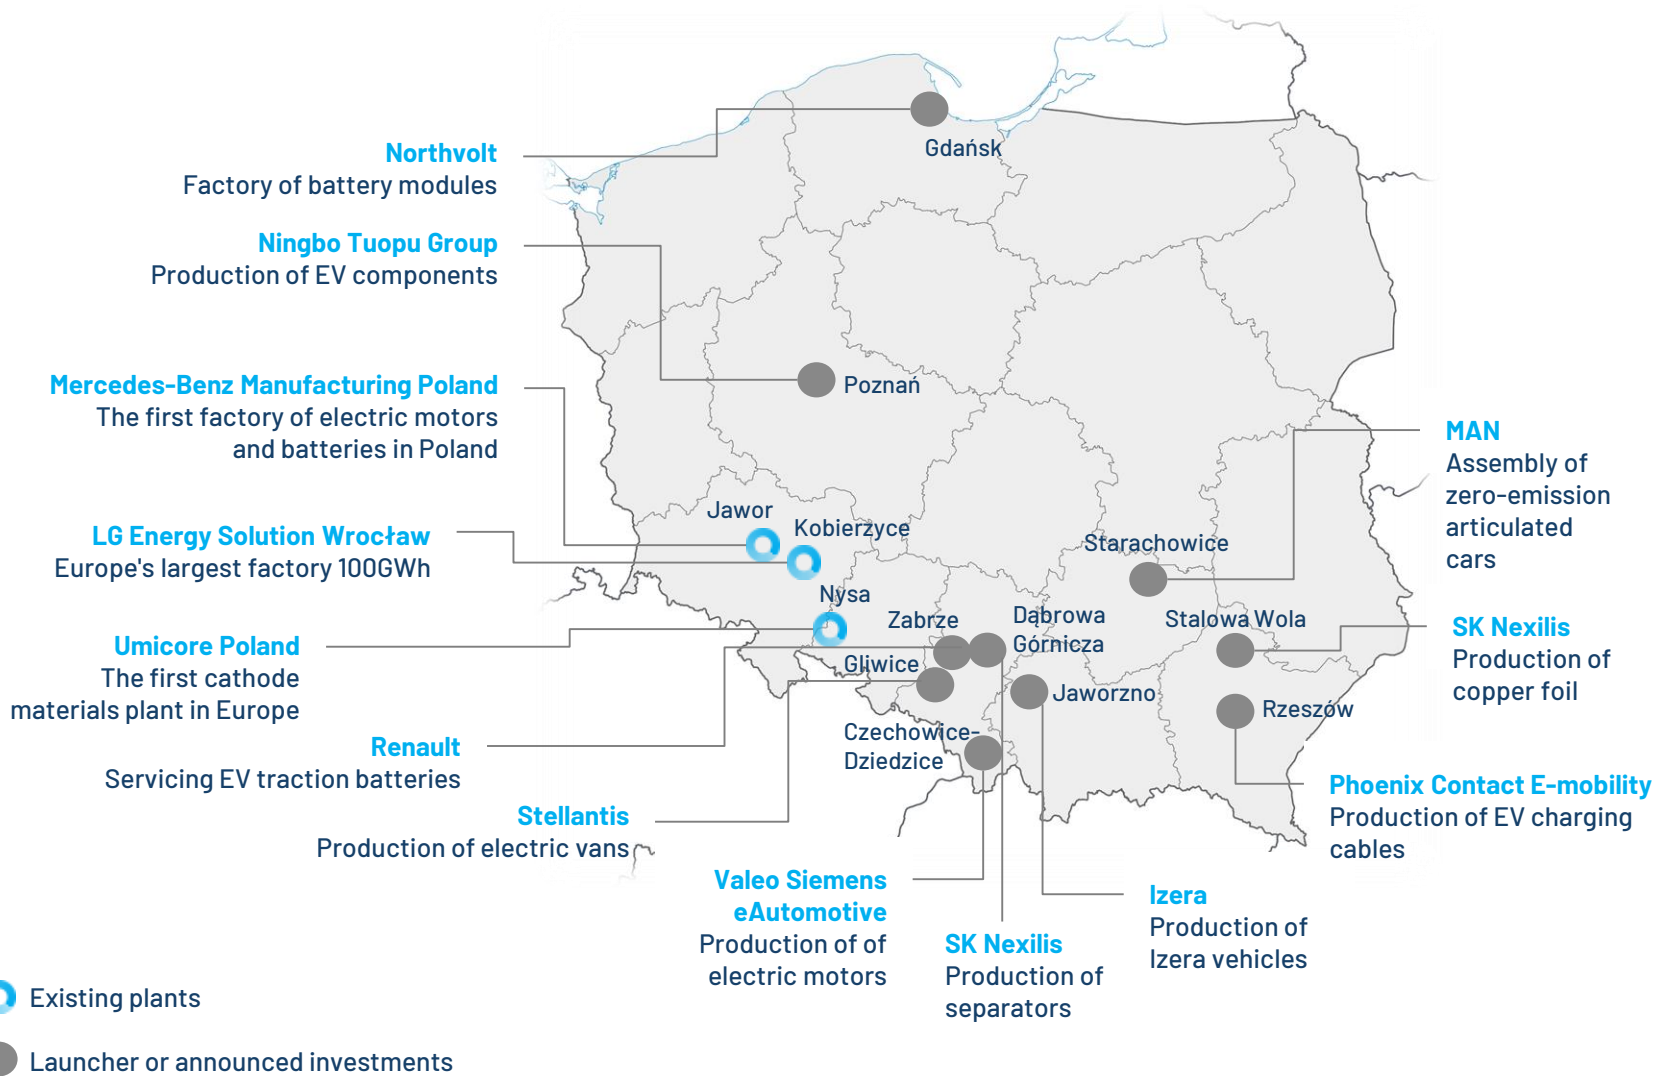 Northvolt
Factory of battery modules
Ningbo Tuopu Group
Production of EV components
Mercedes-Benz Manufacturing Poland
The first factory of electric motors
and batteries in Poland
LG Energy Solution Wrocław
Europe's largest factory 100GWh
Umicore Poland
The first cathode
materials plant in Europe
Renault
Servicing EV traction batteries
Stellantis
Production of electric vans
Valeo Siemens
eAutomotive
Production of of
electric motors
SK Nexilis
Production of
separators
Izera
Production of
Izera vehicles
Phoenix Contact E-mobility
Production of EV charging
cables
SK Nexilis
Production of
copper foil
MAN
Assembly of
zero-emission
articulated
cars
Gdańsk
Poznań
Jawor
Kobierzyce
Nysa
Starachowice
Zabrze
Dąbrowa
Górnicza
Stalowa Wola
Gliwice
Jaworzno
Rzeszów
Czechowice-
Dziedzice
Existing plants
Launcher or announced investments